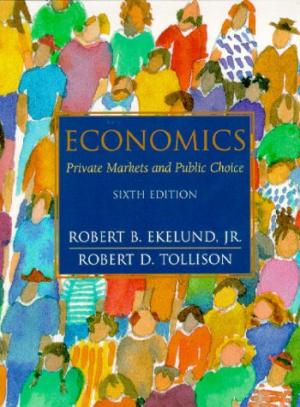 ECONOMICS
Private Markets and Public Choice
SIXTH EDITION
ROBERT B. EKELUND, JR.
ROBERT D. TOLLISON